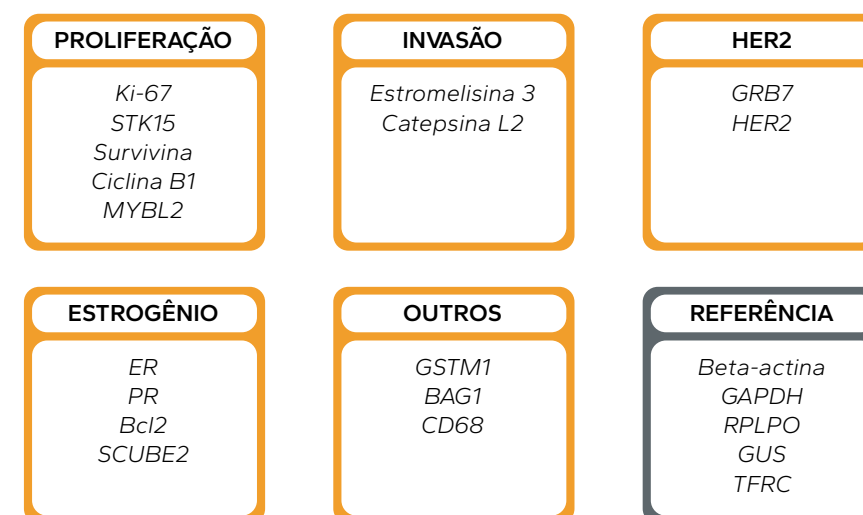 PROLIFERAÇÃO
Ki-67
STK15
Survivina
Ciclina B1
MYBL2
INVASÃO
Estromelisina 3
Catepsina L2
HER2
GRB7
HER2
ESTROGÊNIO
ER
PR
Bcl2
SCUBE2
OUTROS
GSTM1
BAG1
CD68
REFERÊNCIA
Beta-actina
GAPDH
RPLPO
GUS
TFRC